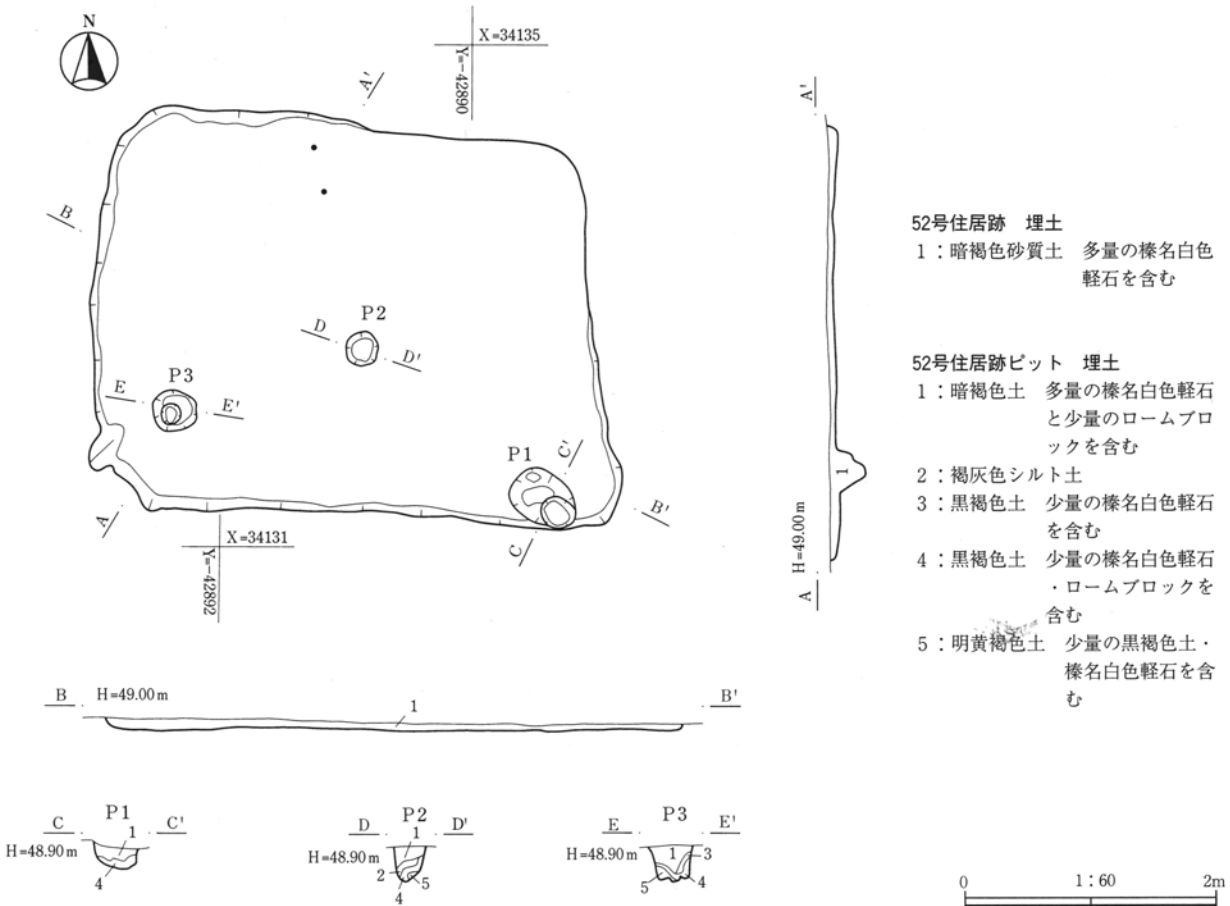 N
X=34135
Y=-42890
A'
B
P2
D
D'
P3
E
E'
P1
C'
B'
A
C
X=34131
Y=-42892
A'
1
H=49.00m
A
52号住居跡 埋土
1：暗褐色砂質土 多量の榛名白色
軽石を含む
52号住居跡ピット 埋土
1：暗褐色土 多量の榛名白色軽石
と少量のロームブロ
ックを含む
2：褐灰色シルト土
3：黒褐色土 少量の榛名白色軽石
を含む
4：黒褐色土 少量の榛名白色軽石
・ロームブロックを
含む
5：明黄褐色土 少量の黒褐色土・
榛名白色軽石を含
む
B H=49.00m
1
B'
P1
C 1 C'
H=48.90m
4
P2
D 1 D'
H=48.90m
2
5
4
P3
E E'
H=48.90m
1
3
5
4
0 1:60 2m